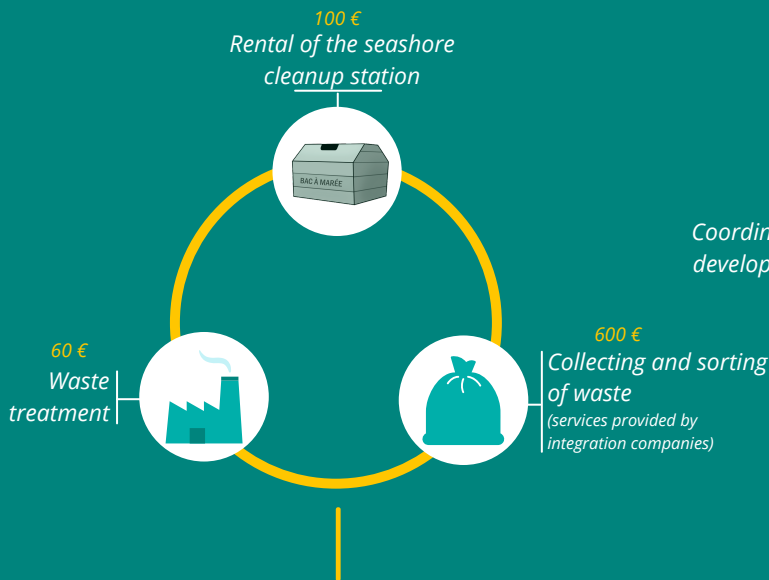 100 €
Rental of the seashore
cleanup station
BAC À MARÉE
60 €
Waste
treatment
600 €
Collecting and sorting
of waste
(services provided by
integration companies)
Coordin
develop